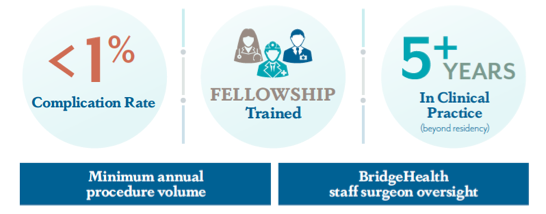 <1%
Complication Rate
FELLOWSHIP
Trained
5+
YEARS
In Clinical
Practice
(beyond residency)
Minimum annual
procedure volume
BridgeHealth
staff surgeon oversight